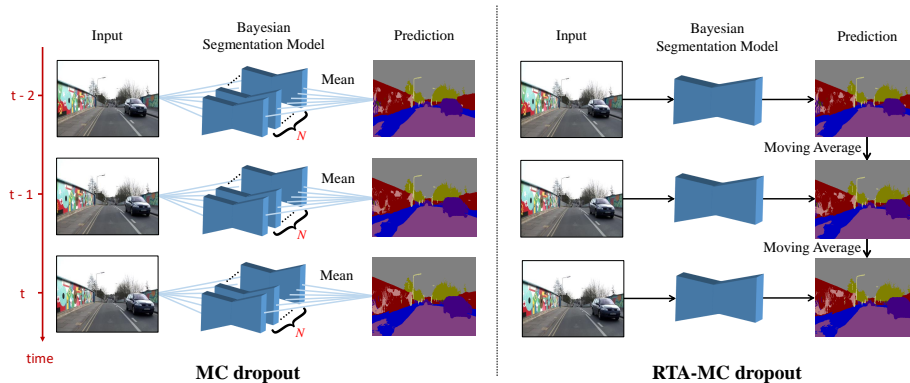 Input
Bayesian
Segmentation Model
Prediction
t - 2
Mean
N
t - 1
Mean
N
t
Mean
N
time
MC dropout
Input
Bayesian
Segmentation Model
Prediction
Moving Average
Moving Average
RTA-MC dropout